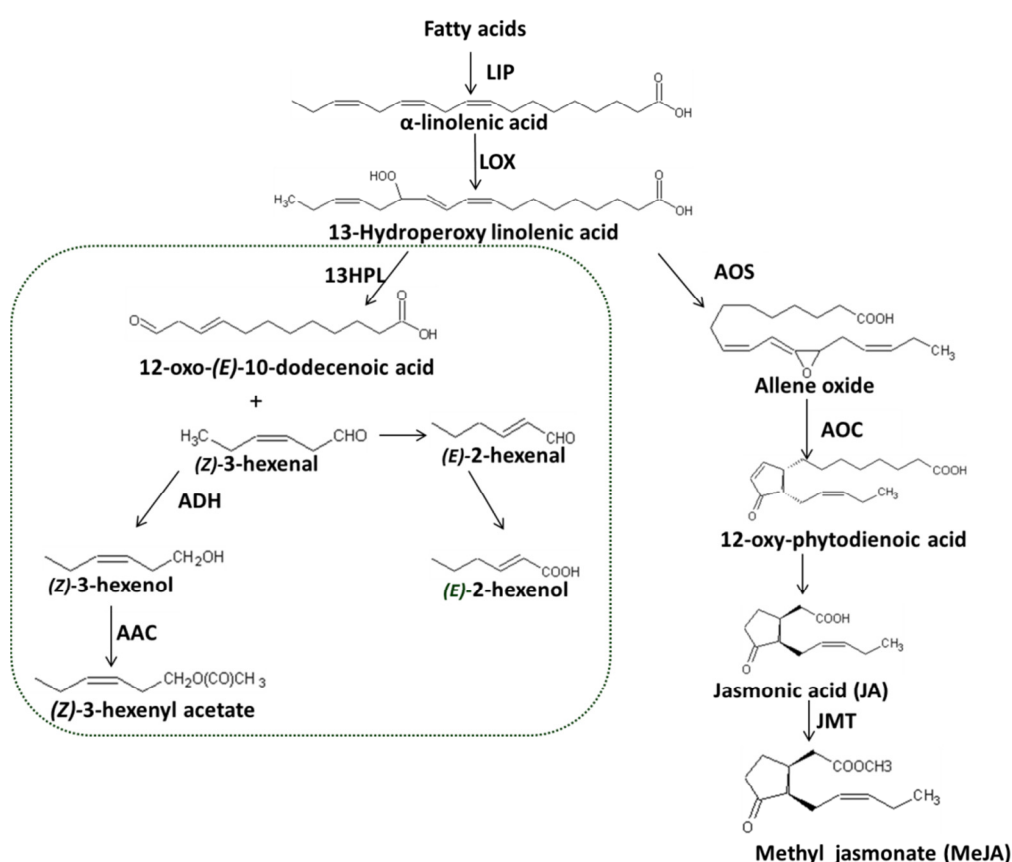 Fatty acids
LIP
O
OH
α-linolenic acid
LOX
HOO
O
H₃C
OH
13-Hydroperoxy linolenic acid
13HPL
AOS
O
O
OH
12-oxo-(E)-10-dodecenoic acid
COOH
CH₃
O
Allene oxide
+
AOC
H₃C
CHO
(Z)-3-hexenal
CHO
(E)-2-hexenal
COOH
CH₃
O
12-oxy-phytodienoic acid
ADH
CH₂OH
(Z)-3-hexenol
COOH
(E)-2-hexenol
AAC
COOH
CH₃
O
Jasmonic acid (JA)
CH₂O(CO)CH₃
(Z)-3-hexenyl acetate
JMT
COOCH3
CH₃
O
Methyl jasmonate (MeJA)